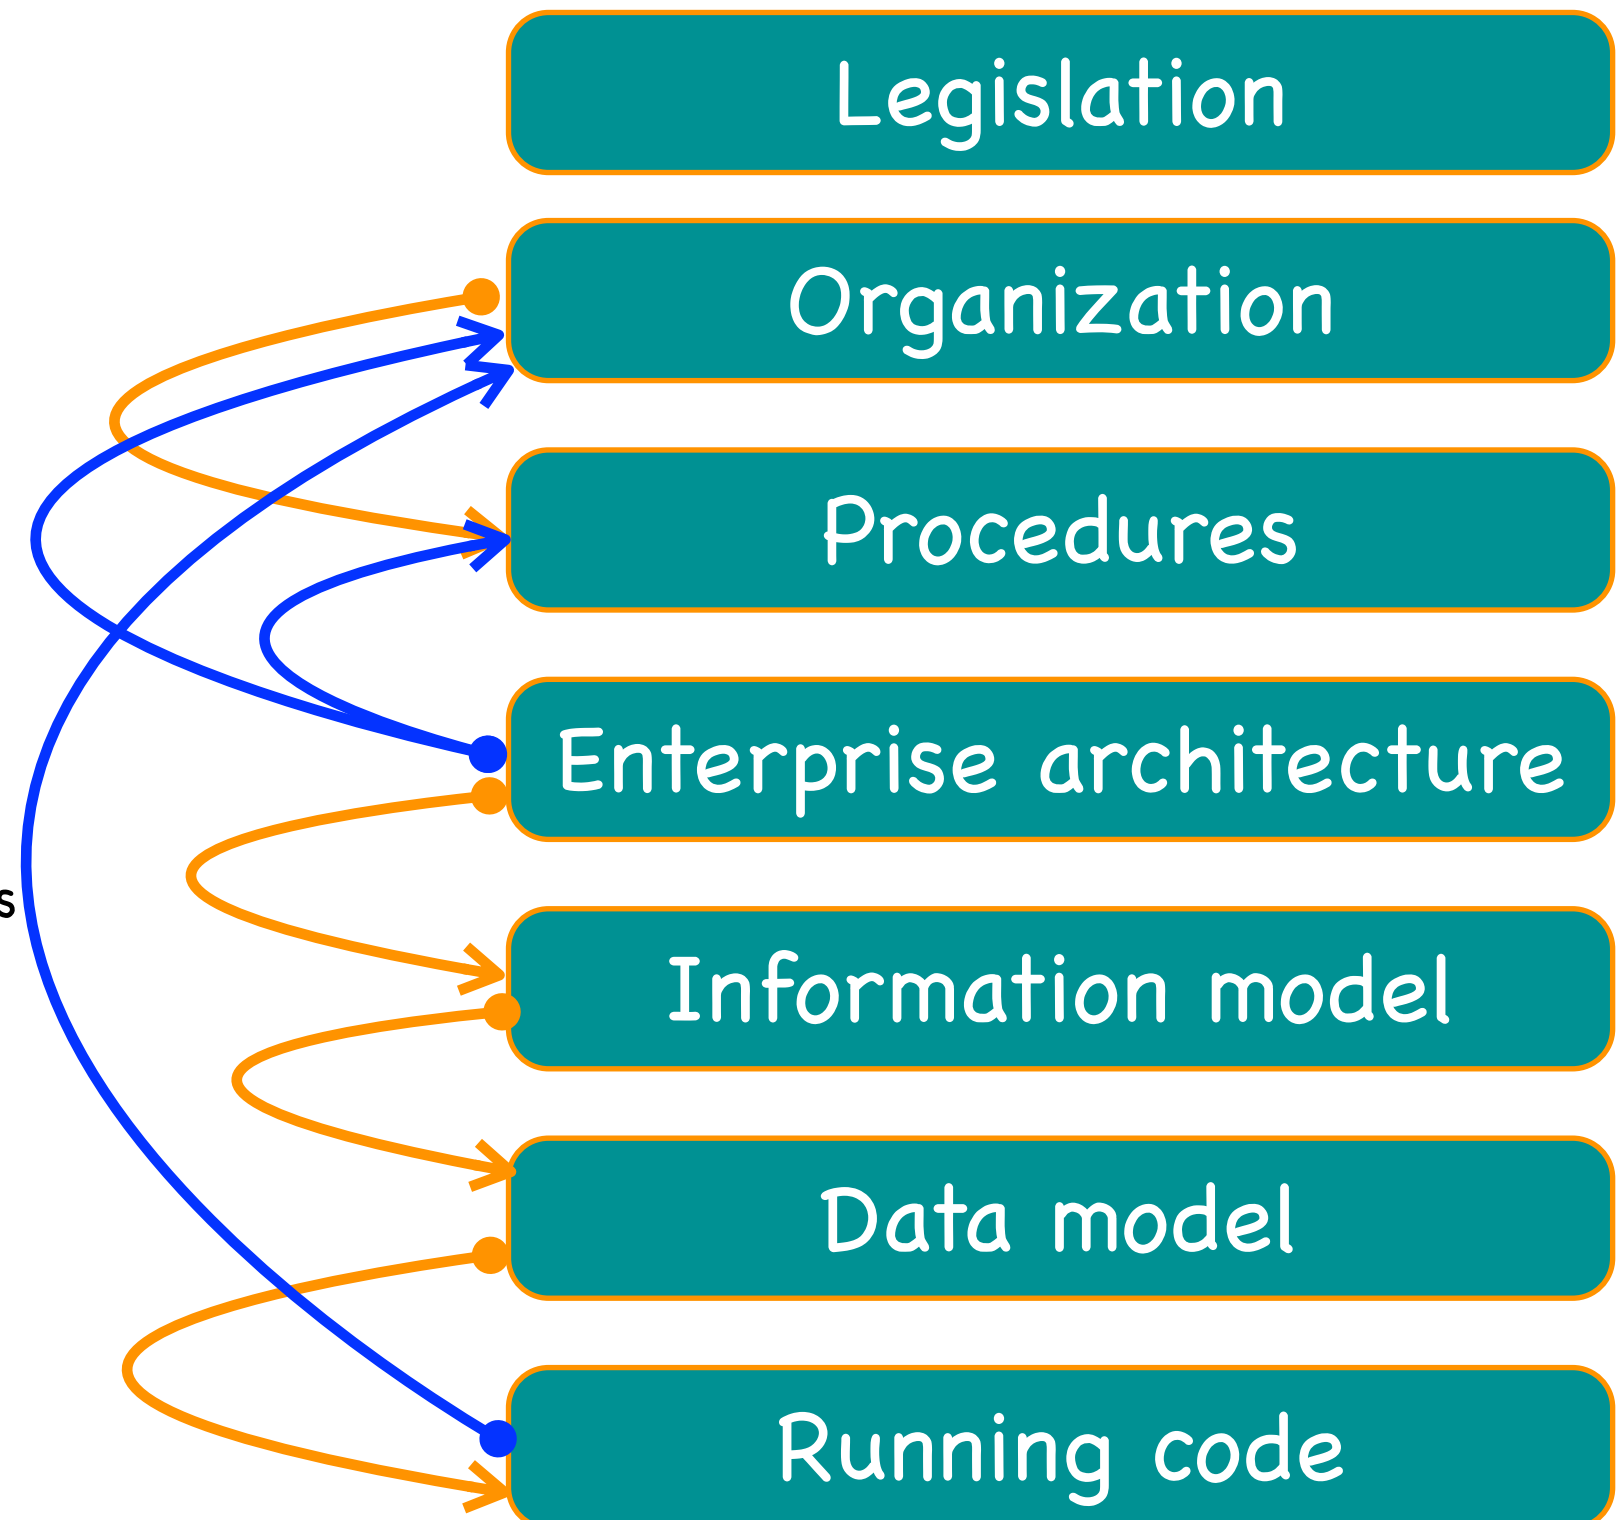 Legislation
Organization
Procedures
Enterprise architecture
s
Information model
Data model
Running code